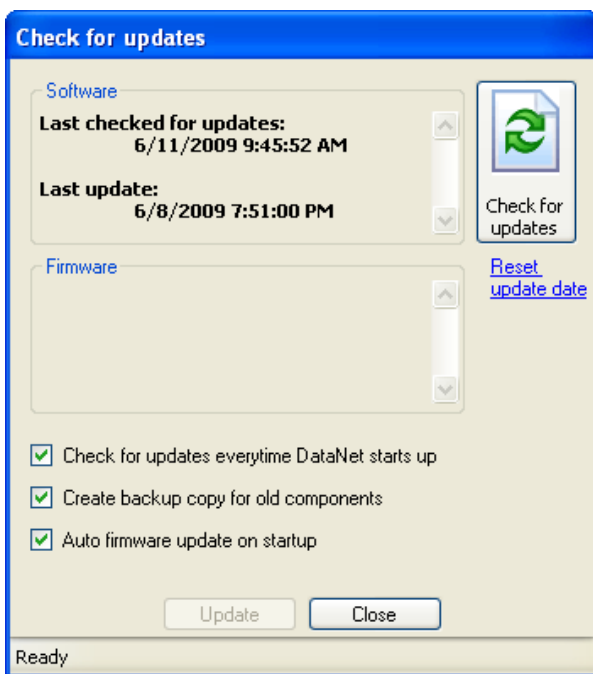 Check for updates
Software
Last checked for updates:
6/11/2009 9:45:52 AM
Last update:
6/8/2009 7:51:00 PM
Check for
updates
Reset
update date
Firmware
Check for updates everytime DataNet starts up
Create backup copy for old components
Auto firmware update on startup
Update
Close
Ready